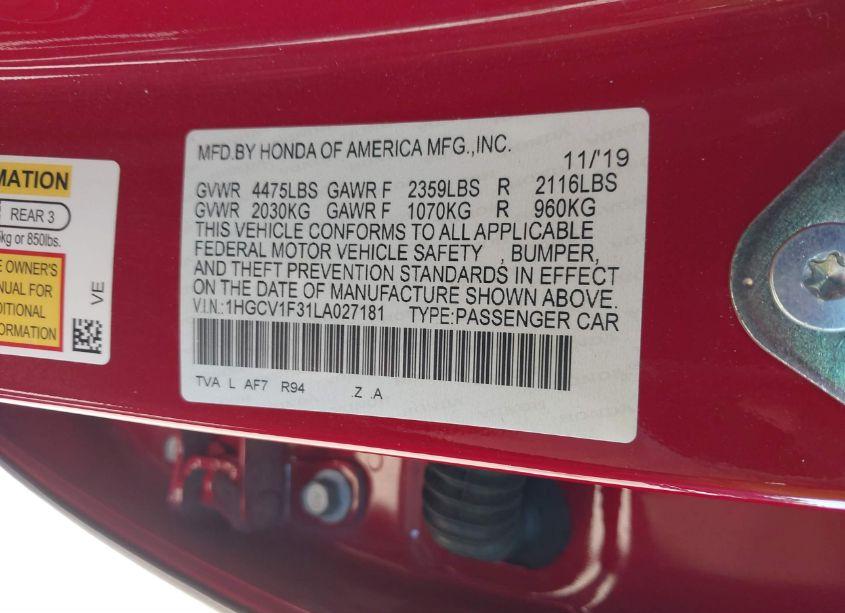 MATION
REAR 3
kg or 850lbs.
E OWNER'S
NUAL FOR
DITIONAL
FORMATION
VE
MFD.BY HONDA OF AMERICA MFG.,INC.
11/'19
GVWR 4475LBS GAWR F 2359LBS R 2116LBS
GVWR 2030KG GAWR F 1070KG R 960KG
THIS VEHICLE CONFORMS TO ALL APPLICABLE
FEDERAL MOTOR VEHICLE SAFETY , BUMPER,
AND THEFT PREVENTION STANDARDS IN EFFECT
ON THE DATE OF MANUFACTURE SHOWN ABOVE.
V.I.N.:1HGCV1F31LA027181 TYPE:PASSENGER CAR
TVA L AF7 R94 .Z .A